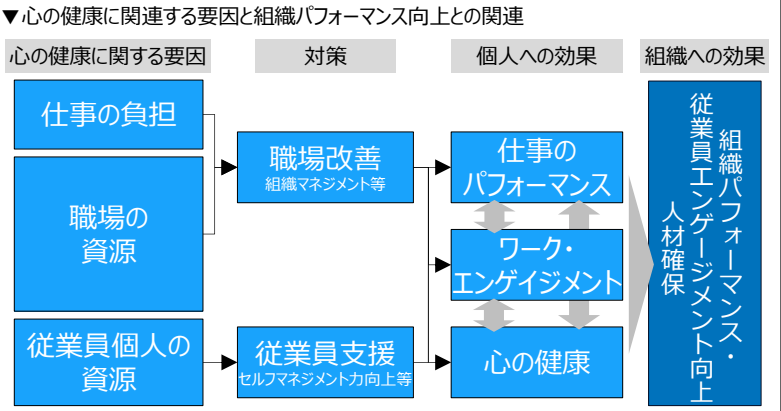 ▼心の健康に関連する要因と組織パフォーマンス向上との関連
心の健康に関する要因
対策
個人への効果
組織への効果
仕事の負担
職場の
資源
従業員個人の
資源
職場改善
組織マネジメント等
従業員支援
セルフマネジメント力向上等
仕事の
パフォーマンス
ワーク・
エンゲイジメント
心の健康
組織パフォーマンス・
従業員エンゲージメント向上
人材確保